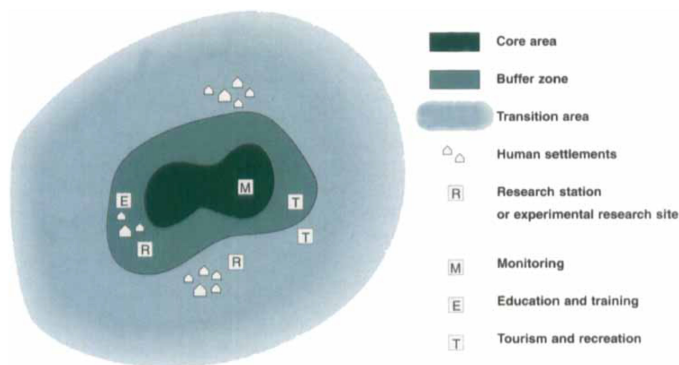 E
R
M
T
T
R
Core area
Buffer zone
Transition area
Human settlements
R Research station
or experimental research site
M Monitoring
E Education and training
T Tourism and recreation